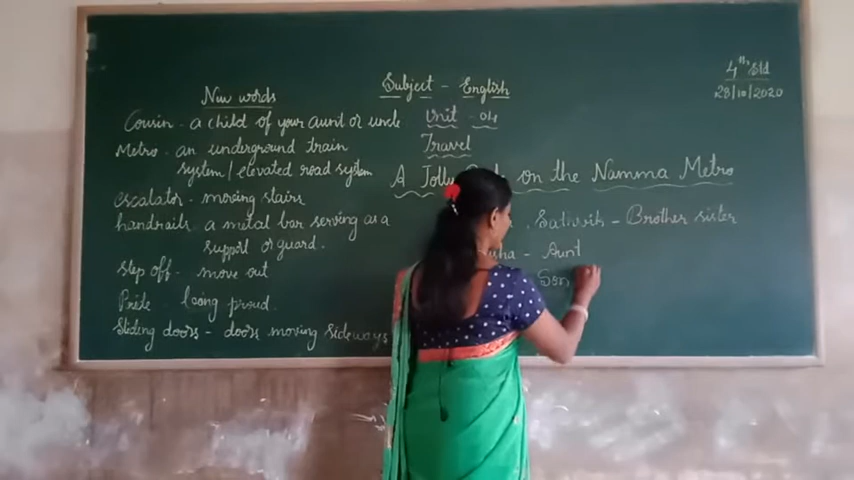 4th Std
28/10/2020
Subject - English
Unit - 04
Travel
A Jolly on the Namma Metro
New words
Cousin - a child of your aunt or uncle
Metro - an underground train
system/elevated road system
escalator - moving stairs
handrails - a metal bar serving as a
support or guard.
step off - move out
Pride - being proud
Sliding doors - doors moving sideways
Satwik - Brother sister
- Aunt
Son